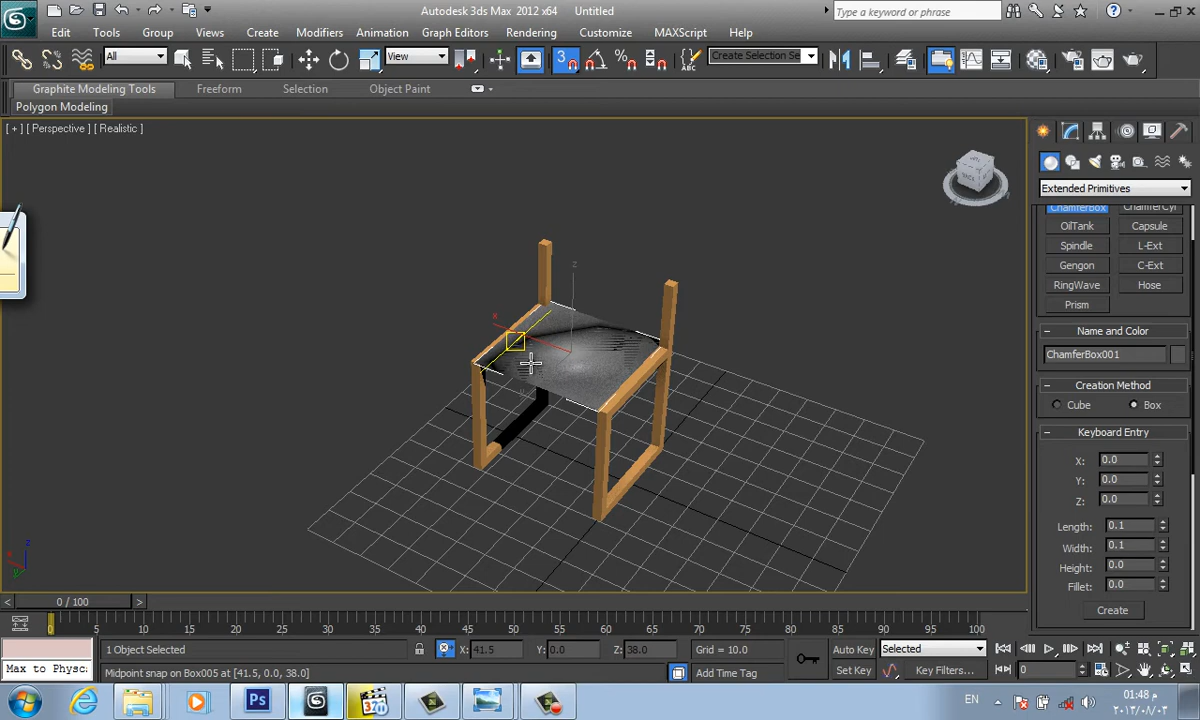 Autodesk 3ds Max 2012 x64 Untitled
Type a keyword or phrase
Edit Tools Group Views Create Modifiers Animation Graph Editors Rendering Customize MAXScript Help
All View 3 Create Selection Se
Graphite Modeling Tools Freeform Selection Object Paint
Polygon Modeling
[ + ] [ Perspective ] [ Realistic ]
Extended Primitives
ChamferBox ChamferCyl
OilTank Capsule
Spindle L-Ext
Gengon C-Ext
RingWave Hose
Prism
Name and Color
ChamferBox001
Creation Method
Cube Box
Keyboard Entry
X: 0.0
Y: 0.0
Z: 0.0
Length: 0.1
Width: 0.1
Height: 0.0
Fillet: 0.0
Create
z
x
z
x
y
< 0 / 100 >
0 5 10 15 20 25 30 35 40 45 50 55 60 65 70 75 80 85 90 95 100
1 Object Selected X: 41.5 Y: 0.0 Z: 38.0 Grid = 10.0 Auto Key Selected
Max to Physc Midpoint snap on Box005 at [41.5, 0.0, 38.0] Add Time Tag Set Key Key Filters... 0
Ps 321 EN
01:48 م
٢٠١٣/٠٨/٠٣